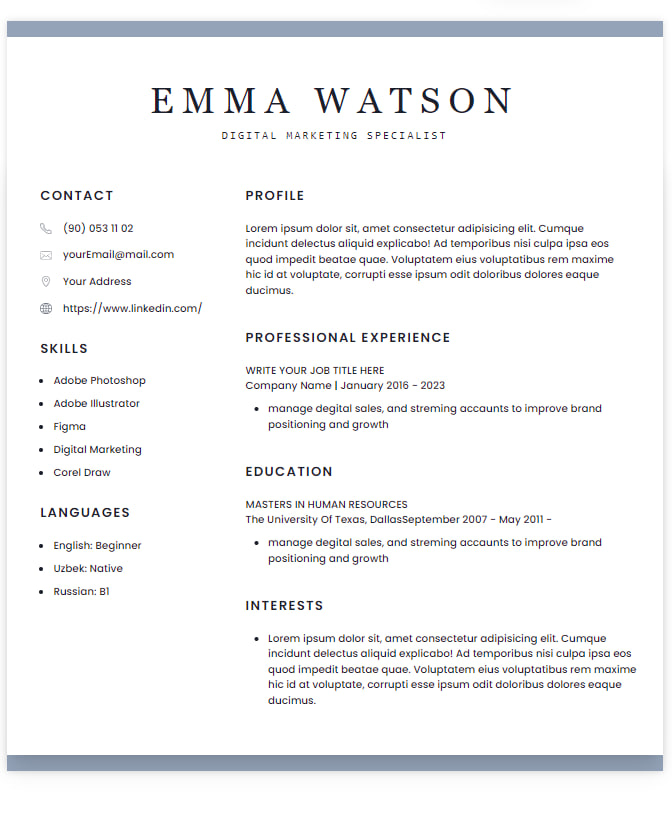 EMMA WATSON
DIGITAL MARKETING SPECIALIST
CONTACT
(90) 053 11 02
yourEmail@mail.com
Your Address
https://www.linkedin.com/
SKILLS
Adobe Photoshop
Adobe Illustrator
Figma
Digital Marketing
Corel Draw
LANGUAGES
English: Beginner
Uzbek: Native
Russian: B1
PROFILE
Lorem ipsum dolor sit, amet consectetur adipisicing elit. Cumque
incidunt delectus aliquid explicabo! Ad temporibus nisi culpa ipsa eos
quod impedit beatae quae. Voluptatem eius voluptatibus rem maxime
hic id at voluptate, corrupti esse ipsum odit doloribus dolores eaque
ducimus.
PROFESSIONAL EXPERIENCE
WRITE YOUR JOB TITLE HERE
Company Name | January 2016 - 2023
manage degital sales, and streming accaunts to improve brand
positioning and growth
EDUCATION
MASTERS IN HUMAN RESOURCES
The University Of Texas, DallasSeptember 2007 - May 2011 -
manage degital sales, and streming accaunts to improve brand
positioning and growth
INTERESTS
Lorem ipsum dolor sit, amet consectetur adipisicing elit. Cumque
incidunt delectus aliquid explicabo! Ad temporibus nisi culpa ipsa eos
quod impedit beatae quae. Voluptatem eius voluptatibus rem maxime
hic id at voluptate, corrupti esse ipsum odit doloribus dolores eaque
ducimus.